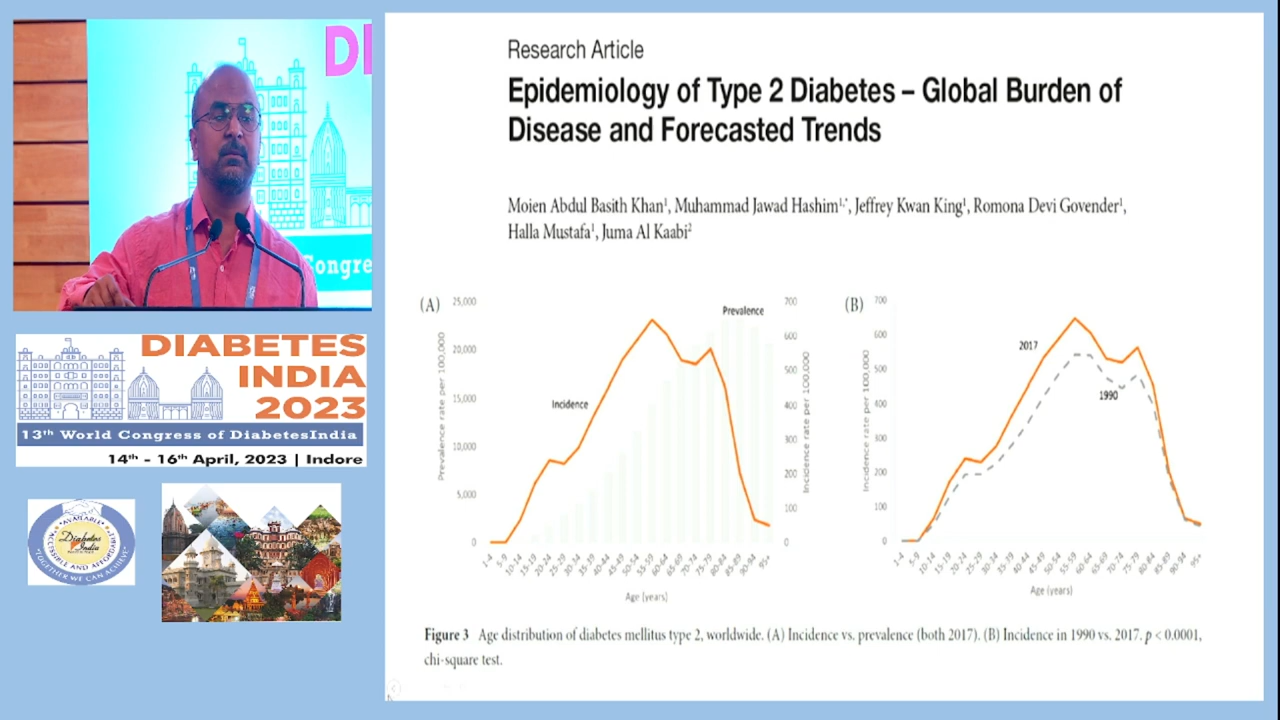 DI
Congre
DIABETES
INDIA
2023
13th World Congress of DiabetesIndia
14th - 16th April, 2023 | Indore
"AVAILABLE"
ACCESSIBLE AND AFFORDABLE
Diabetes
India
"TOGETHER WE CAN ACHIEVE"
Research Article
Epidemiology of Type 2 Diabetes – Global Burden of
Disease and Forecasted Trends
Moien Abdul Basith Khan1, Muhammad Jawad Hashim1,*, Jeffrey Kwan King1, Romona Devi Govender1,
Halla Mustafa1, Juma Al Kaabi2
(A)
Prevalence rate per 100,000
25,000
20,000
15,000
10,000
5,000
0
Incidence
Prevalence
700
600
500
400
300
200
100
0
Incidence rate per 100,000
1-4
5-9
10-14
15-19
20-24
25-29
30-34
35-39
40-44
45-49
50-54
55-59
60-64
65-69
70-74
75-79
80-84
85-89
90-94
95+
Age (years)
(B)
Incidence rate per 100,000
700
600
500
400
300
200
100
0
2017
1990
1-4
5-9
10-14
15-19
20-24
25-29
30-34
35-39
40-44
45-49
50-54
55-59
60-64
65-69
70-74
75-79
80-84
85-89
90-94
95+
Age (years)
Figure 3 Age distribution of diabetes mellitus type 2, worldwide. (A) Incidence vs. prevalence (both 2017). (B) Incidence in 1990 vs. 2017. p < 0.0001,
chi-square test.